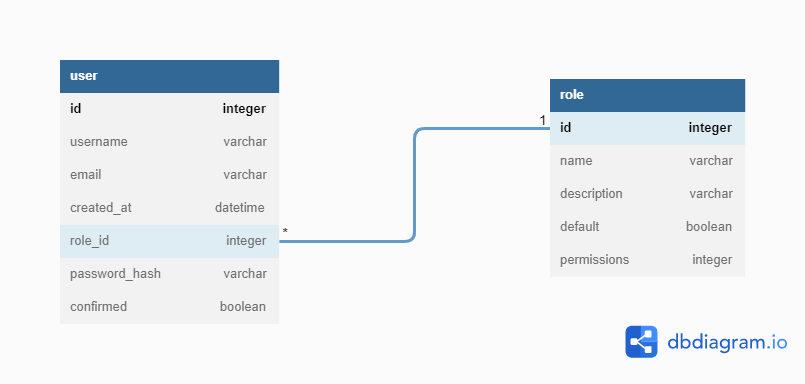 user
id integer
username varchar
email varchar
created_at datetime
role_id integer
password_hash varchar
confirmed boolean
*
1
role
id integer
name varchar
description varchar
default boolean
permissions integer
dbdiagram.io